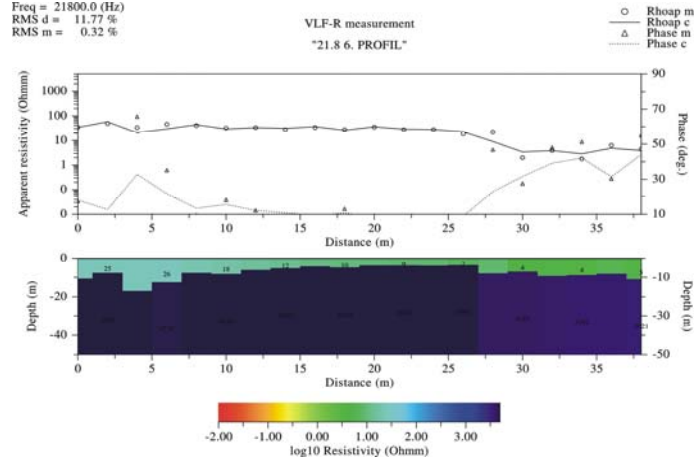 Freq = 21800.0 (Hz)
RMS d = 11.77 %
RMS m = 0.32 %
VLF-R measurement
"21.8 6. PROFIL"
Rhoap m
Rhoap c
Phase m
Phase c
Apparent resistivity (Ohmm)
1000
100
10
1
0
0
90
70
50
30
10
Phase (deg.)
0 5 10 15 20 25 30 35
Distance (m)
Depth (m)
0
-20
-40
25 26 18 12 10 4 4
-10
-30
-50
Depth (m)
0 5 10 15 20 25 30 35
Distance (m)
-2.00 -1.00 0.00 1.00 2.00 3.00
log10 Resistivity (Ohmm)